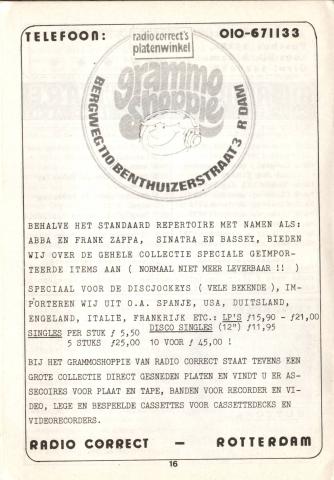 TELEFOON:
radio correct's
platenwinkel
010-671133
grammo
shoppie
BERGWEG 110 BENTHUIZERSTRAAT 3 R DAM
BEHALVE HET STANDAARD REPERTOIRE MET NAMEN ALS:
ABBA EN FRANK ZAPPA, SINATRA EN BASSEY, BIEDEN
WIJ OVER DE GEHELE COLLECTIE SPECIALE GEIMPOR-
TEERDE ITEMS AAN ( NORMAAL NIET MEER LEVERBAAR !! )
SPECIAAL VOOR DE DISCJOCKEYS ( VELE BEKENDE ), IM-
PORTEREN WIJ UIT O.A. SPANJE, USA, DUITSLAND,
ENGELAND, ITALIE, FRANKRIJK ETC.: LP'S ƒ15,90 - ƒ21,00
SINGLES PER STUK ƒ 5,50 DISCO SINGLES (12") ƒ11,95
5 STUKS ƒ25,00 10 VOOR ƒ 45,00 !
BIJ HET GRAMMOSHOPPIE VAN RADIO CORRECT STAAT TEVENS EEN
GROTE COLLECTIE DIRECT GESNEDEN PLATEN EN VINDT U ER AS-
SECOIRES VOOR PLAAT EN TAPE, BANDEN VOOR RECORDER EN VI-
DEO, LEGE EN BESPEELDE CASSETTES VOOR CASSETTEDECKS EN
VIDEORECORDERS.
RADIO CORRECT — ROTTERDAM
16